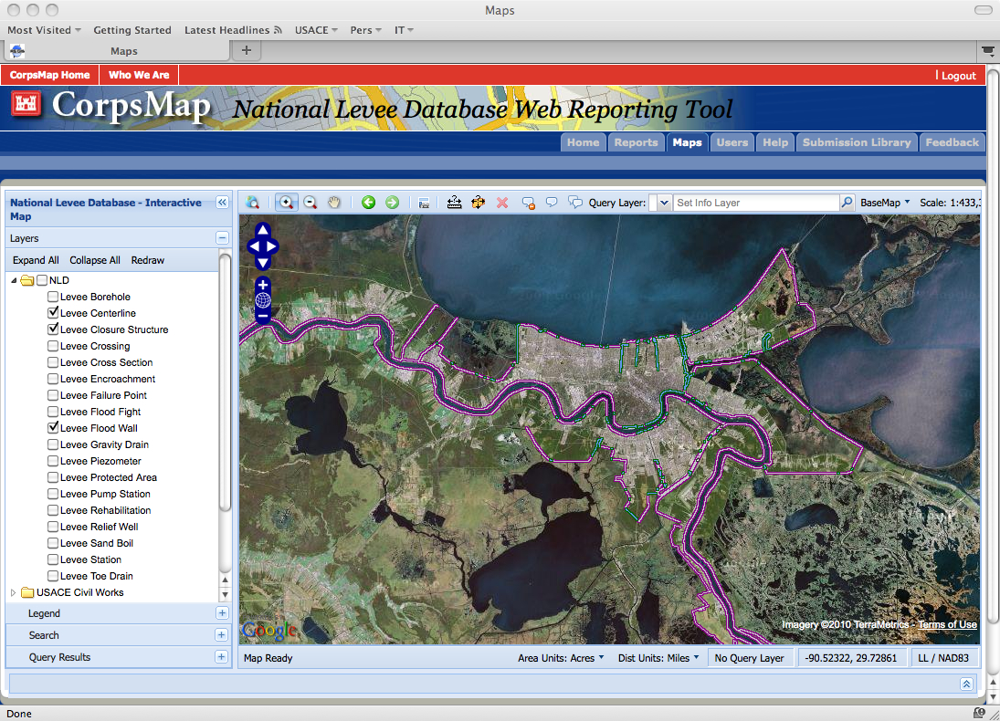 Maps
Most Visited Getting Started Latest Headlines USACE Pers IT
Maps
CorpsMap Home Who We Are | Logout
CorpsMap National Levee Database Web Reporting Tool
Home Reports Maps Users Help Submission Library Feedback
National Levee Database - Interactive
Map
Query Layer: Set Info Layer BaseMap Scale: 1:433,
Layers
Expand All Collapse All Redraw
NLD
Levee Borehole
Levee Centerline
Levee Closure Structure
Levee Crossing
Levee Cross Section
Levee Encroachment
Levee Failure Point
Levee Flood Fight
Levee Flood Wall
Levee Gravity Drain
Levee Piezometer
Levee Protected Area
Levee Pump Station
Levee Rehabilitation
Levee Relief Well
Levee Sand Boil
Levee Station
Levee Toe Drain
USACE Civil Works
Legend
Search
Query Results
Google
Imagery ©2010 TerraMetrics - Terms of Use
Map Ready Area Units: Acres Dist Units: Miles No Query Layer -90.52322, 29.72861 LL / NAD83
Done